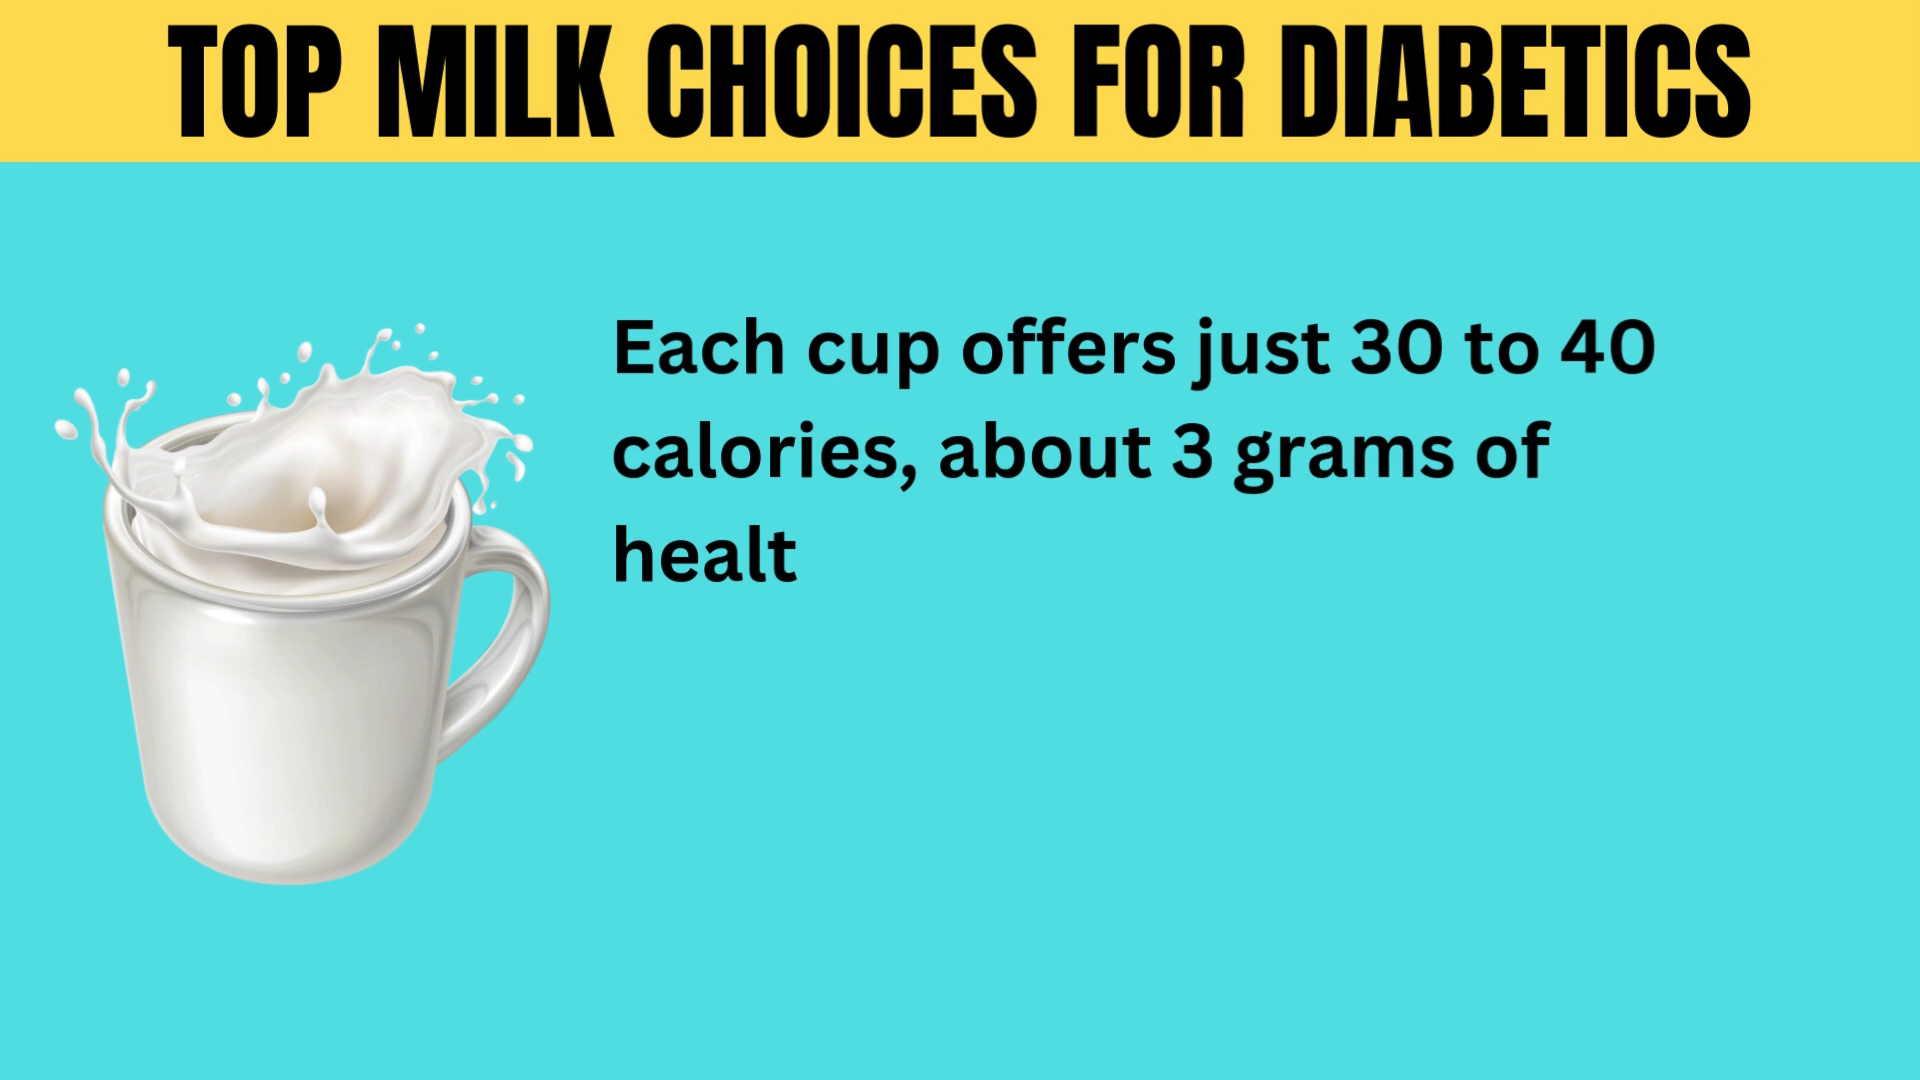 TOP MILK CHOICES FOR DIABETICS
Each cup offers just 30 to 40
calories, about 3 grams of
healt